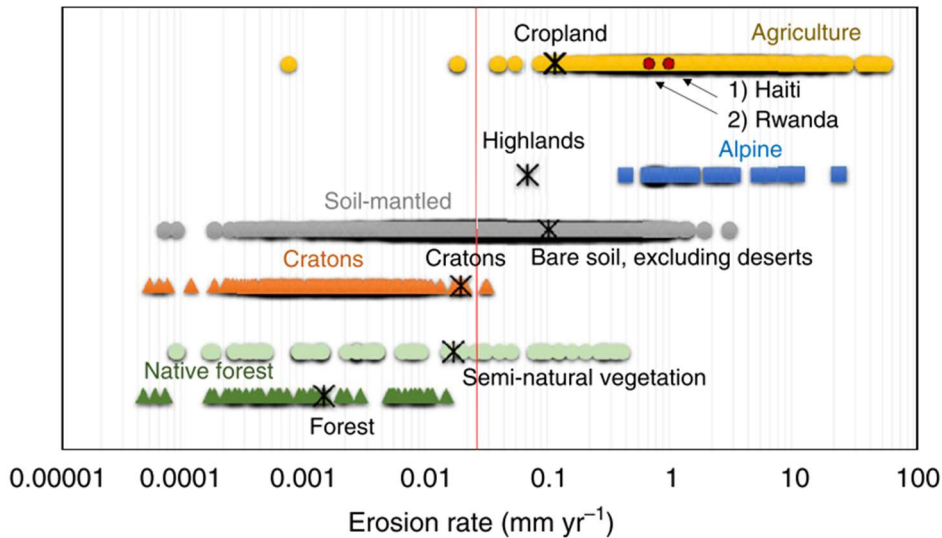 Cropland
Agriculture
1) Haiti
2) Rwanda
Highlands
Alpine
Soil-mantled
Cratons
Cratons
Bare soil, excluding deserts
Native forest
Semi-natural vegetation
Forest
0.00001 0.0001 0.001 0.01 0.1 1 10 100
Erosion rate (mm yr⁻¹)